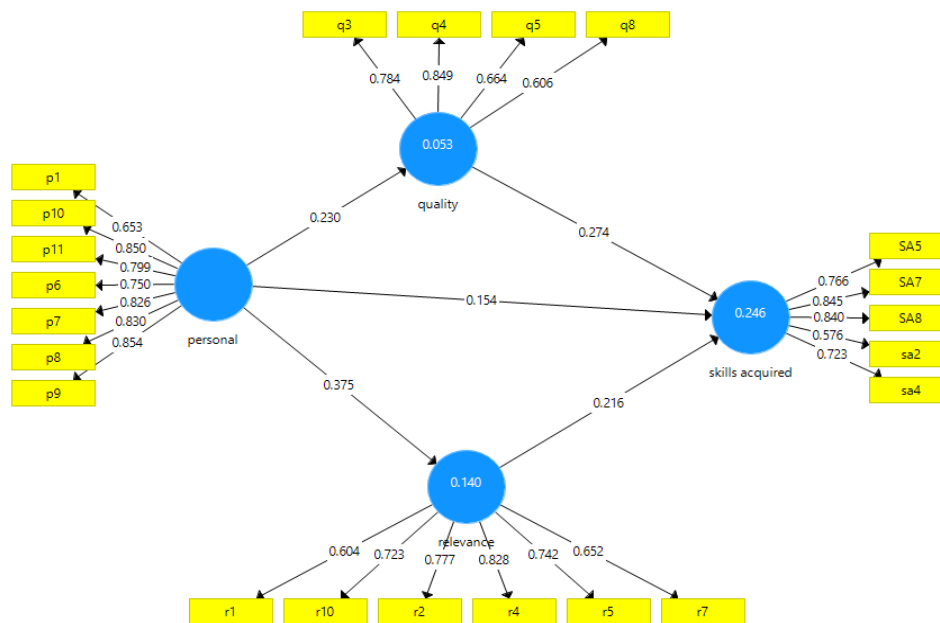 q3
q4
q5
q8
0.784
0.849
0.664
0.606
0.053
quality
p1
p10
p11
p6
p7
p8
p9
0.653
0.850
0.799
0.750
0.826
0.830
0.854
personal
0.230
0.274
0.154
0.375
0.216
0.246
skills acquired
SA5
SA7
SA8
sa2
sa4
0.766
0.845
0.840
0.576
0.723
0.140
relevance
0.604
0.723
0.777
0.828
0.742
0.652
r1
r10
r2
r4
r5
r7